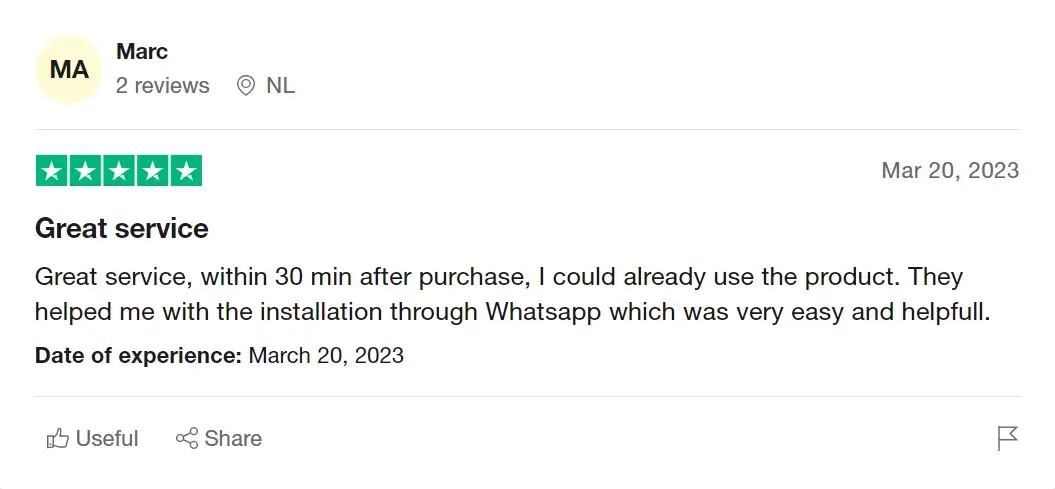 MA
Marc
2 reviews NL
Mar 20, 2023
Great service
Great service, within 30 min after purchase, I could already use the product. They
helped me with the installation through Whatsapp which was very easy and helpfull.
Date of experience: March 20, 2023
Useful Share